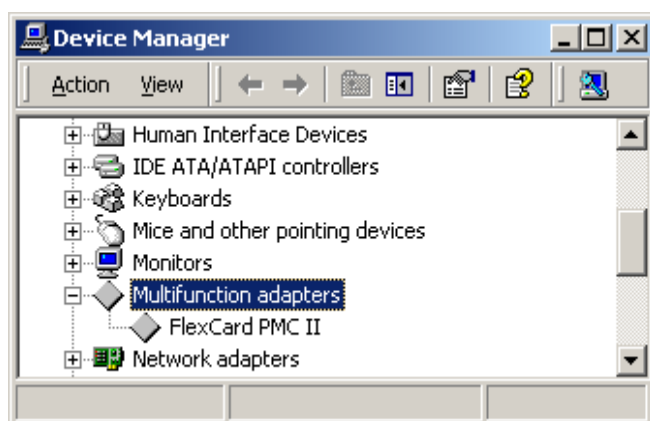 Device Manager
Action View
Human Interface Devices
IDE ATA/ATAPI controllers
Keyboards
Mice and other pointing devices
Monitors
Multifunction adapters
FlexCard PMC II
Network adapters